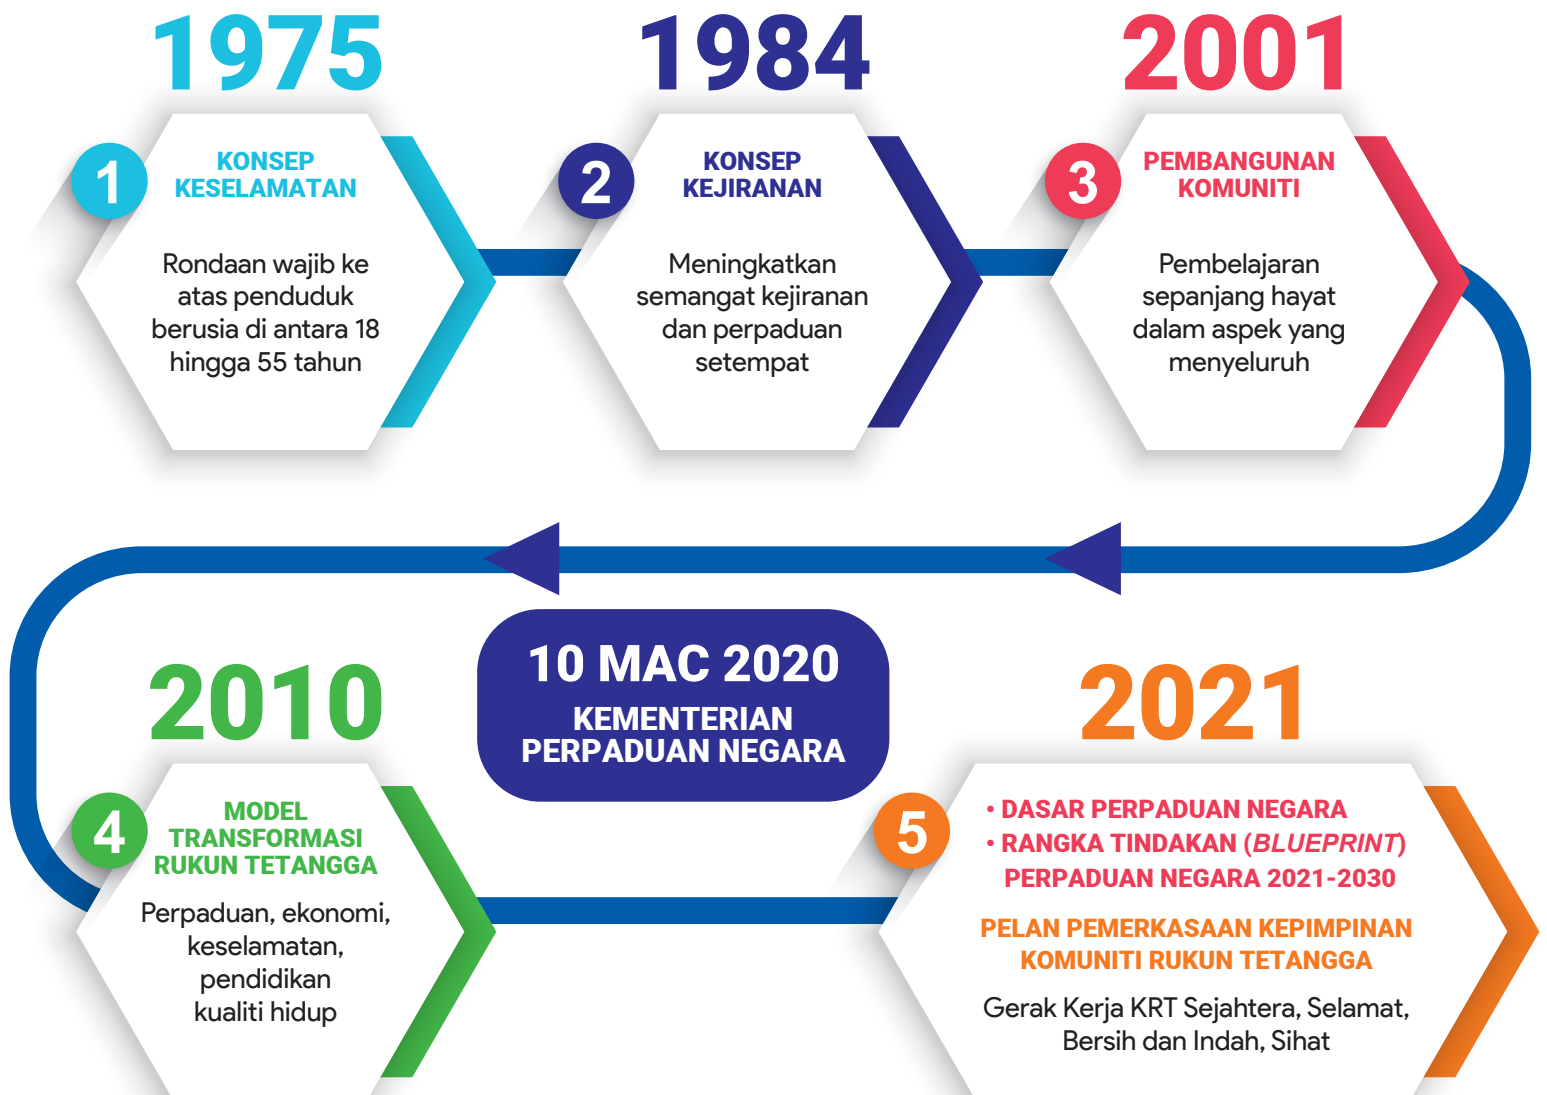 1975
1
KONSEP
KESELAMATAN
Rondaan wajib ke
atas penduduk
berusia di antara 18
hingga 55 tahun
1984
2
KONSEP
KEJIRANAN
Meningkatkan
semangat kejiranan
dan perpaduan
setempat
2001
3
PEMBANGUNAN
KOMUNITI
Pembelajaran
sepanjang hayat
dalam aspek yang
menyeluruh
10 MAC 2020
KEMENTERIAN
PERPADUAN NEGARA
2010
4
MODEL
TRANSFORMASI
RUKUN TETANGGA
Perpaduan, ekonomi,
keselamatan,
pendidikan
kualiti hidup
2021
5
• DASAR PERPADUAN NEGARA
• RANGKA TINDAKAN (BLUEPRINT)
PERPADUAN NEGARA 2021-2030
PELAN PEMERKASAAN KEPIMPINAN
KOMUNITI RUKUN TETANGGA
Gerak Kerja KRT Sejahtera, Selamat,
Bersih dan Indah, Sihat